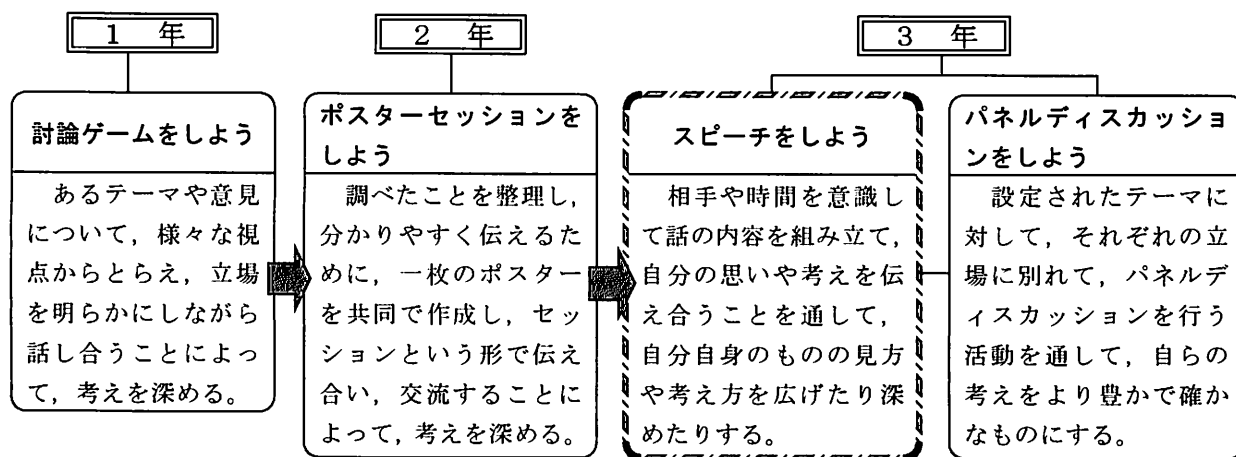 1 年
討論ゲームをしよう
あるテーマや意見
について，様々な視
点からとらえ，立場
を明らかにしながら
話し合うことによっ
て，考えを深める。
2 年
ポスターセッションを
しよう
調べたことを整理し，
分かりやすく伝えるた
めに，一枚のポスター
を共同で作成し，セッ
ションという形で伝え
合い，交流することに
よって，考えを深める。
3 年
スピーチをしよう
相手や時間を意識し
て話の内容を組み立て，
自分の思いや考えを伝
え合うことを通して，
自分自身のものの見方
や考え方を広げたり深
めたりする。
パネルディスカッショ
ンをしよう
設定されたテーマに
対して，それぞれの立
場に別れて，パネルデ
ィスカッションを行う
活動を通して，自らの
考えをより豊かで確か
なものにする。